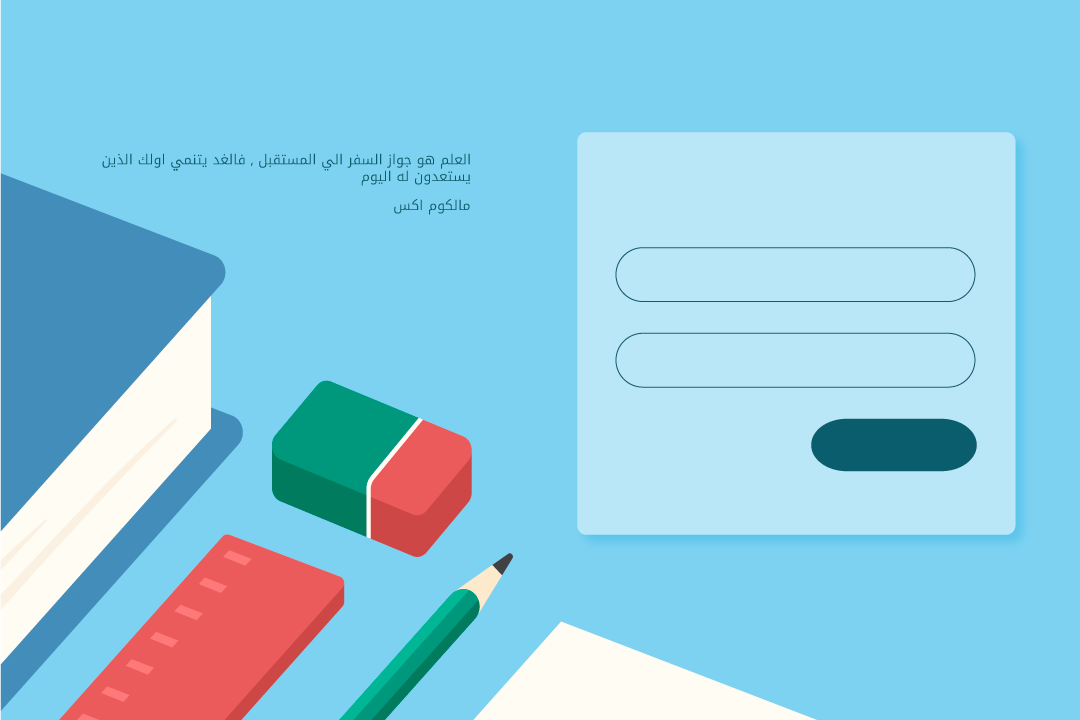 العلم هو جواز السفر الي المستقبل , فالغد يتنمي اولك الذين
يستعدون له اليوم
مالكوم اكس